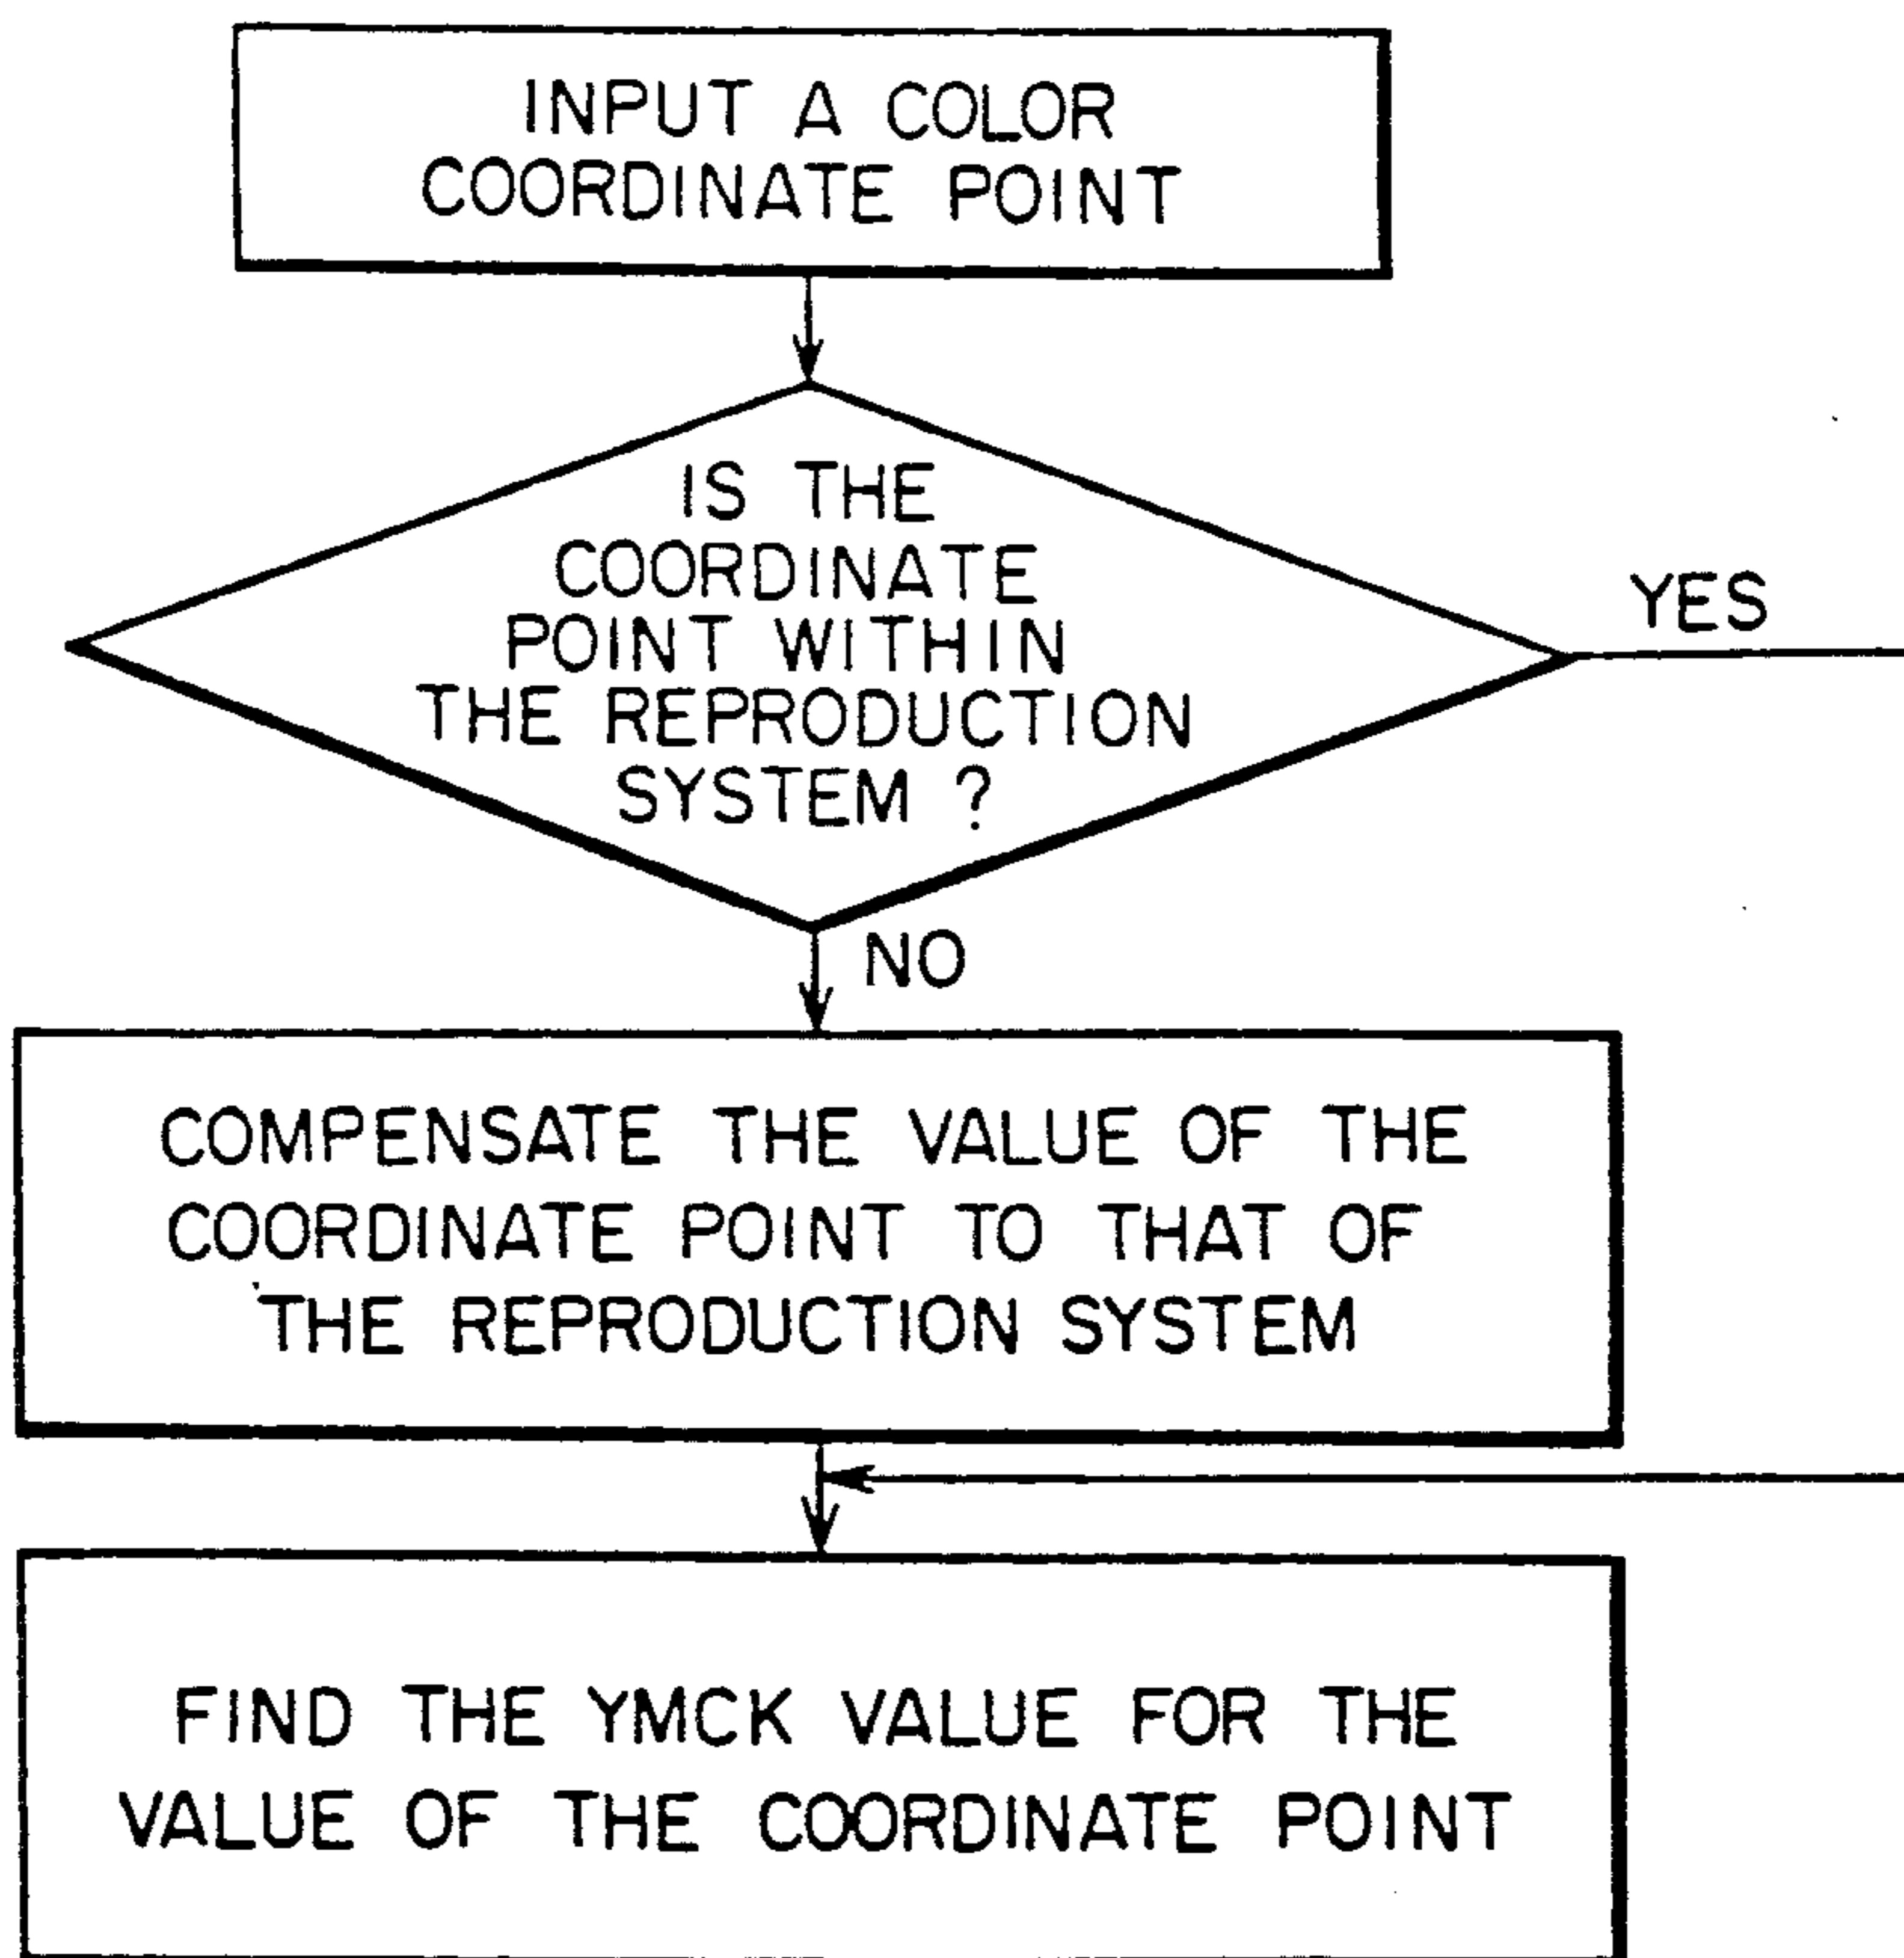 INPUT A COLOR
COORDINATE POINT
IS THE
COORDINATE
POINT WITHIN
THE REPRODUCTION
SYSTEM ?
YES
NO
COMPENSATE THE VALUE OF THE
COORDINATE POINT TO THAT OF
THE REPRODUCTION SYSTEM
FIND THE YMCK VALUE FOR THE
VALUE OF THE COORDINATE POINT